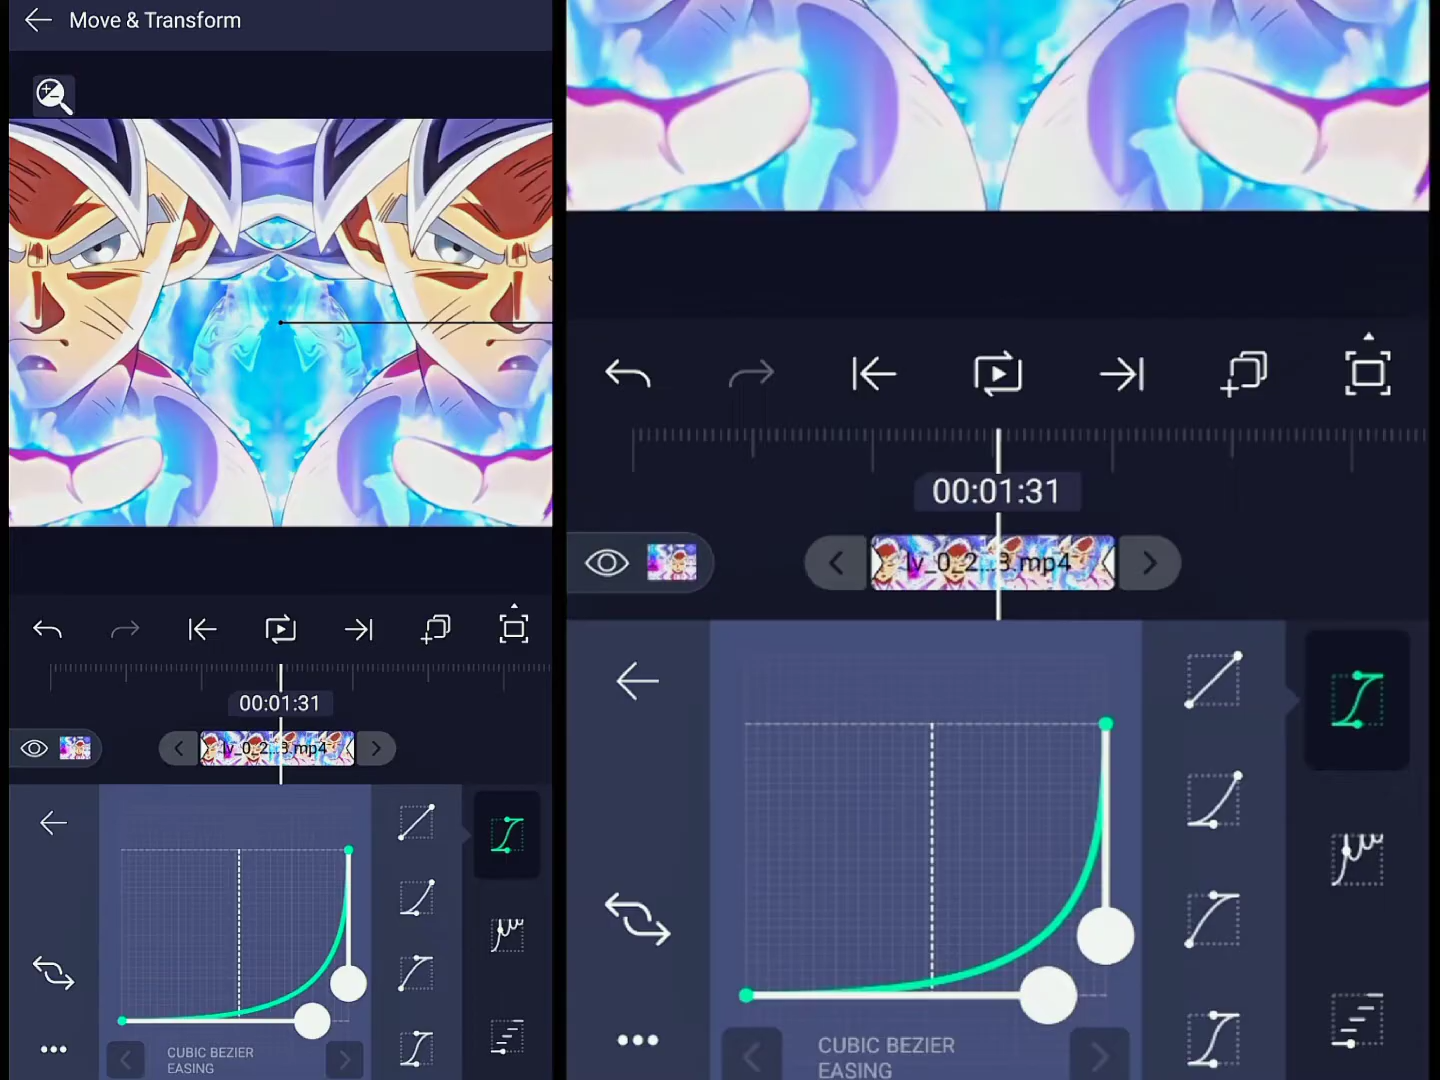 Move & Transform
00:01:31
lv_0_2...3.mp4
CUBIC BEZIER
EASING
00:01:31
lv_0_2...3.mp4
CUBIC BEZIER
EASING